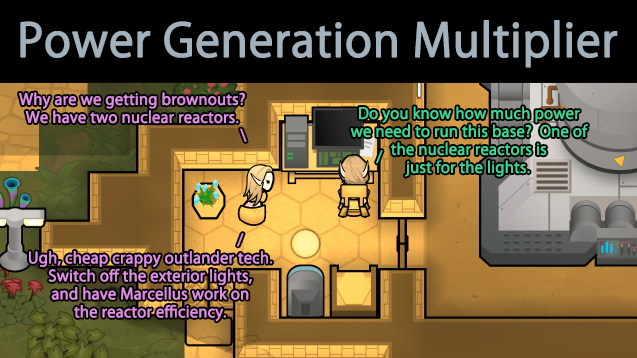 Power Generation Multiplier
Why are we getting brownouts?
We have two nuclear reactors.
Do you know how much power
we need to run this base?  One of
the nuclear reactors is
just for the lights.
Ugh, cheap crappy outlander tech.
Switch off the exterior lights,
and have Marcellus work on
the reactor efficiency.